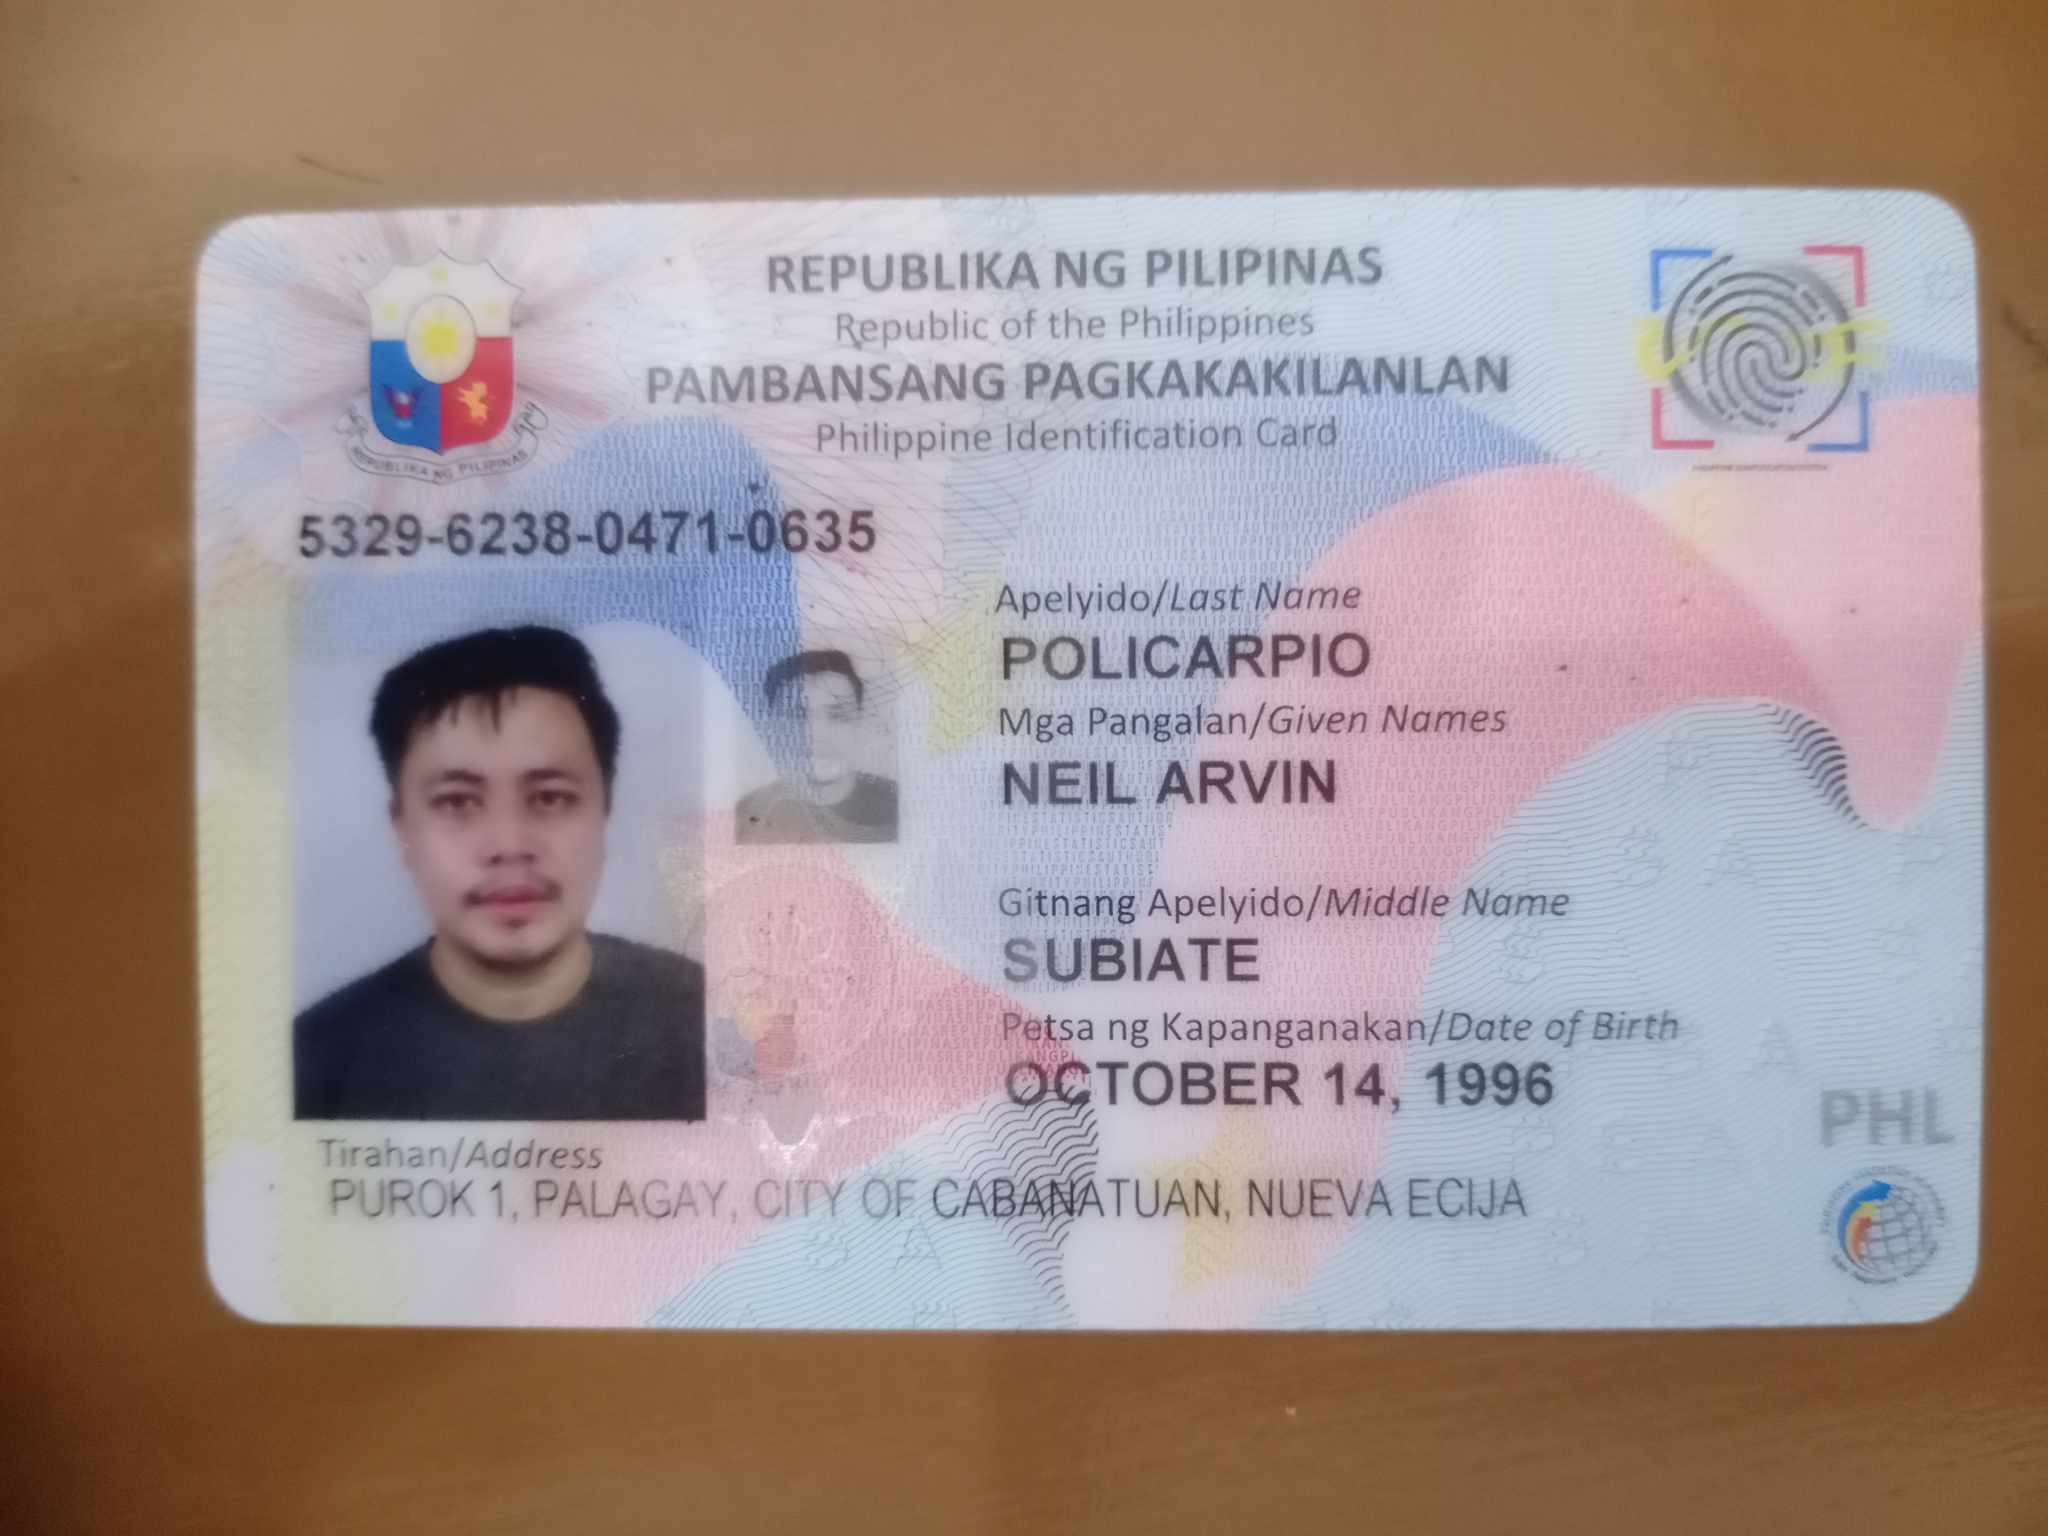 REPUBLIKA NG PILIPINAS
Republic of the Philippines
PAMBANSANG PAGKAKAKILANLAN
Philippine Identification Card
REPUBLIKA NG PILIPINAS
5329-6238-0471-0635
Apelyido/Last Name
POLICARPIO
Mga Pangalan/Given Names
NEIL ARVIN
Gitnang Apelyido/Middle Name
SUBIATE
Petsa ng Kapanganakan/Date of Birth
OCTOBER 14, 1996
PHL
Tirahan/Address
PUROK 1, PALAGAY, CITY OF CABANATUAN, NUEVA ECIJA